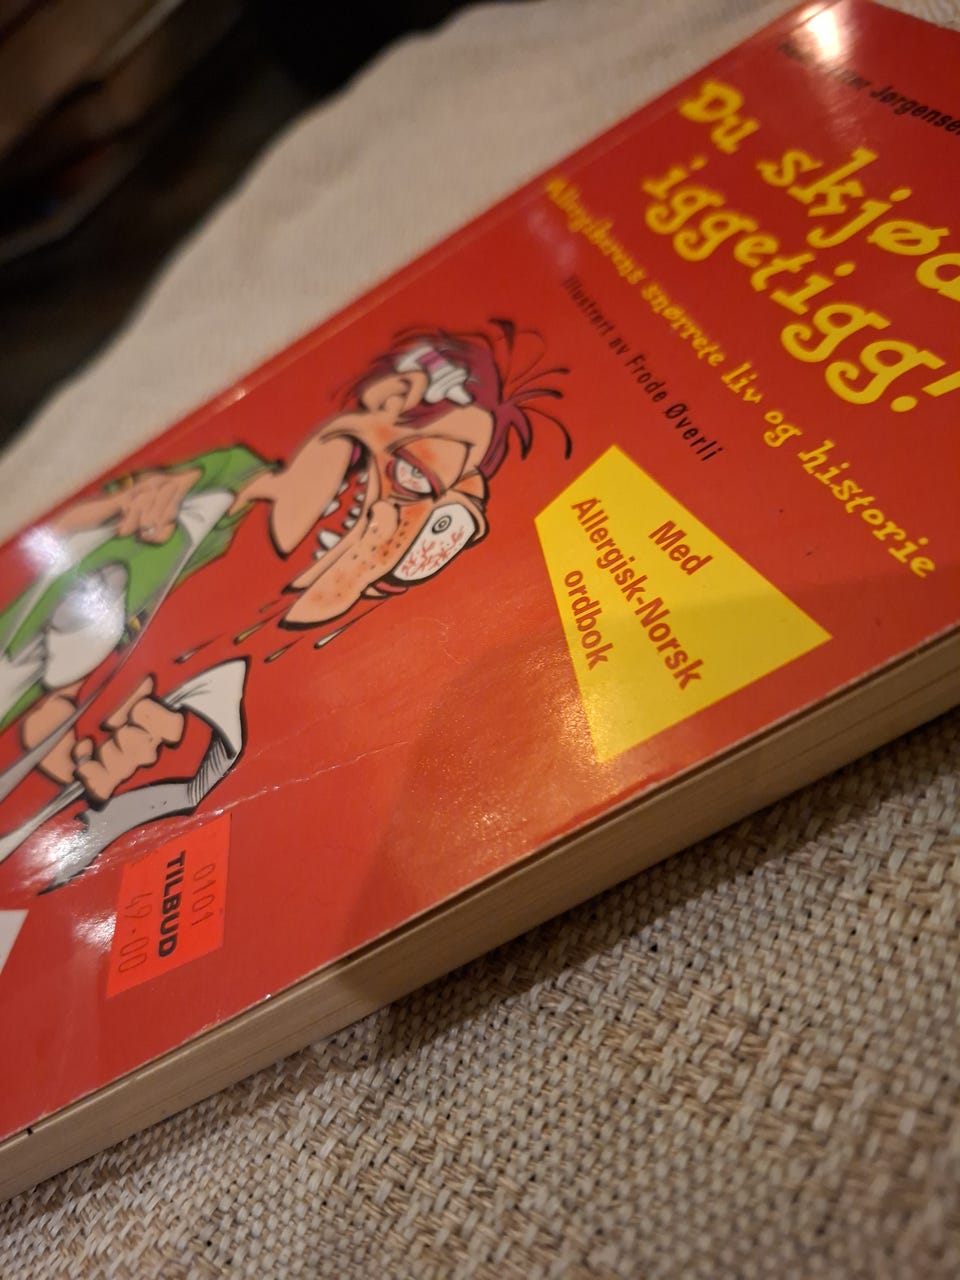 Jørgensen
Du skjød
iggetigg!
Allergikerens snørrete liv og historie
Illustrert av Frode Øverli
Med
Allergisk-Norsk
ordbok
0101
TILBUD
49.00